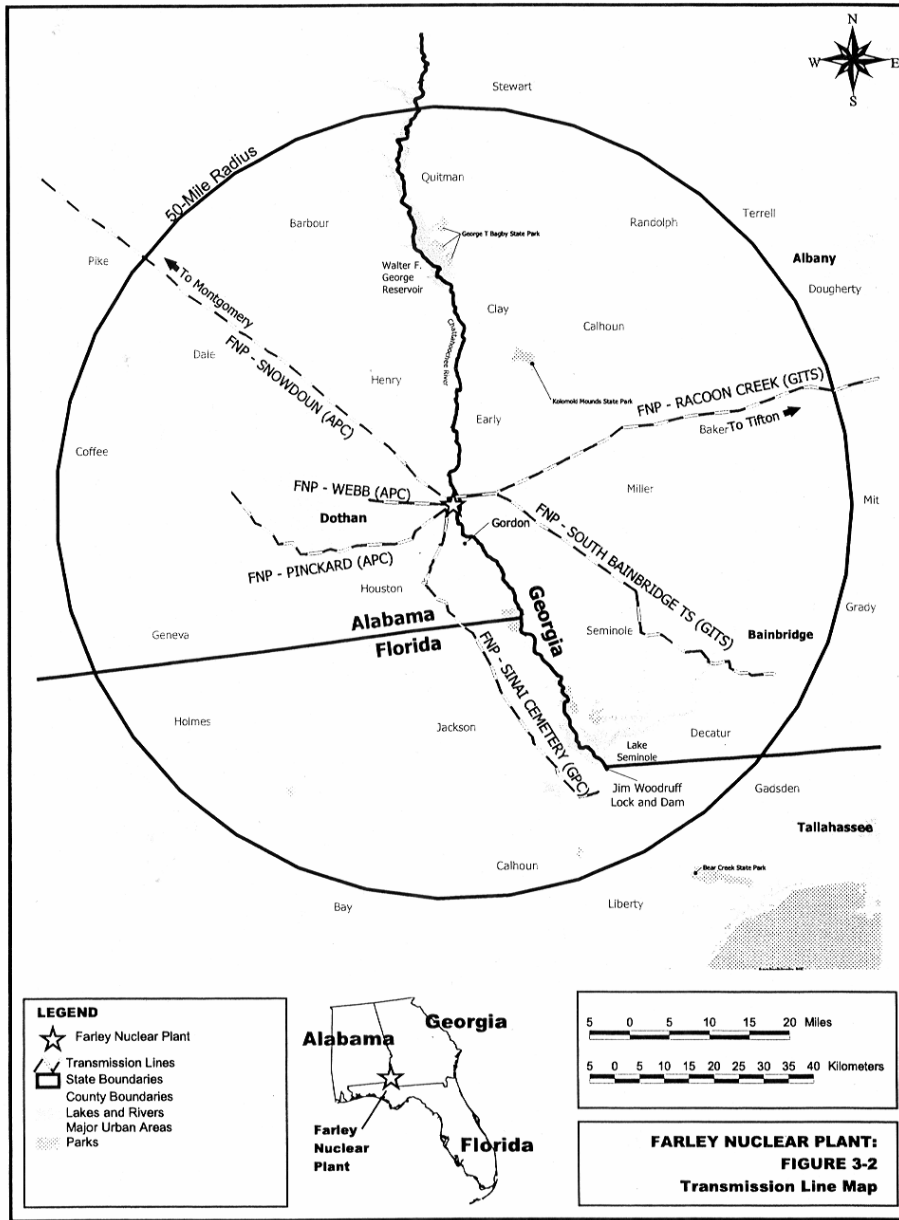 N
W
E
S
Stewart
50-Mile Radius
Quitman
Barbour
Randolph
Terrell
George T Bagby State Park
Albany
Pike
To Montgomery
Walter F.
George
Reservoir
Dougherty
Clay
Chattahoochee River
Calhoun
Dale
FNP - SNOWDOUN (APC)
Henry
Kolomoki Mounds State Park
FNP - RACOON CREEK (GITS)
Early
Baker
To Tifton
Coffee
FNP - WEBB (APC)
Miller
Mit
Dothan
Gordon
FNP - SOUTH BAINBRIDGE TS (GITS)
FNP - PINCKARD (APC)
Houston
Georgia
Grady
Alabama
Seminole
Bainbridge
Geneva
Florida
FNP - SINAI CEMETERY (GPC)
Holmes
Jackson
Decatur
Lake
Seminole
Jim Woodruff
Lock and Dam
Gadsden
Tallahassee
Calhoun
Bear Creek State Park
Bay
Liberty
LEGEND
Farley Nuclear Plant
Transmission Lines
State Boundaries
County Boundaries
Lakes and Rivers
Major Urban Areas
Parks
Alabama
Georgia
Farley
Nuclear
Plant
Florida
5 0 5 10 15 20 Miles
5 0 5 10 15 20 25 30 35 40 Kilometers
FARLEY NUCLEAR PLANT:
FIGURE 3-2
Transmission Line Map